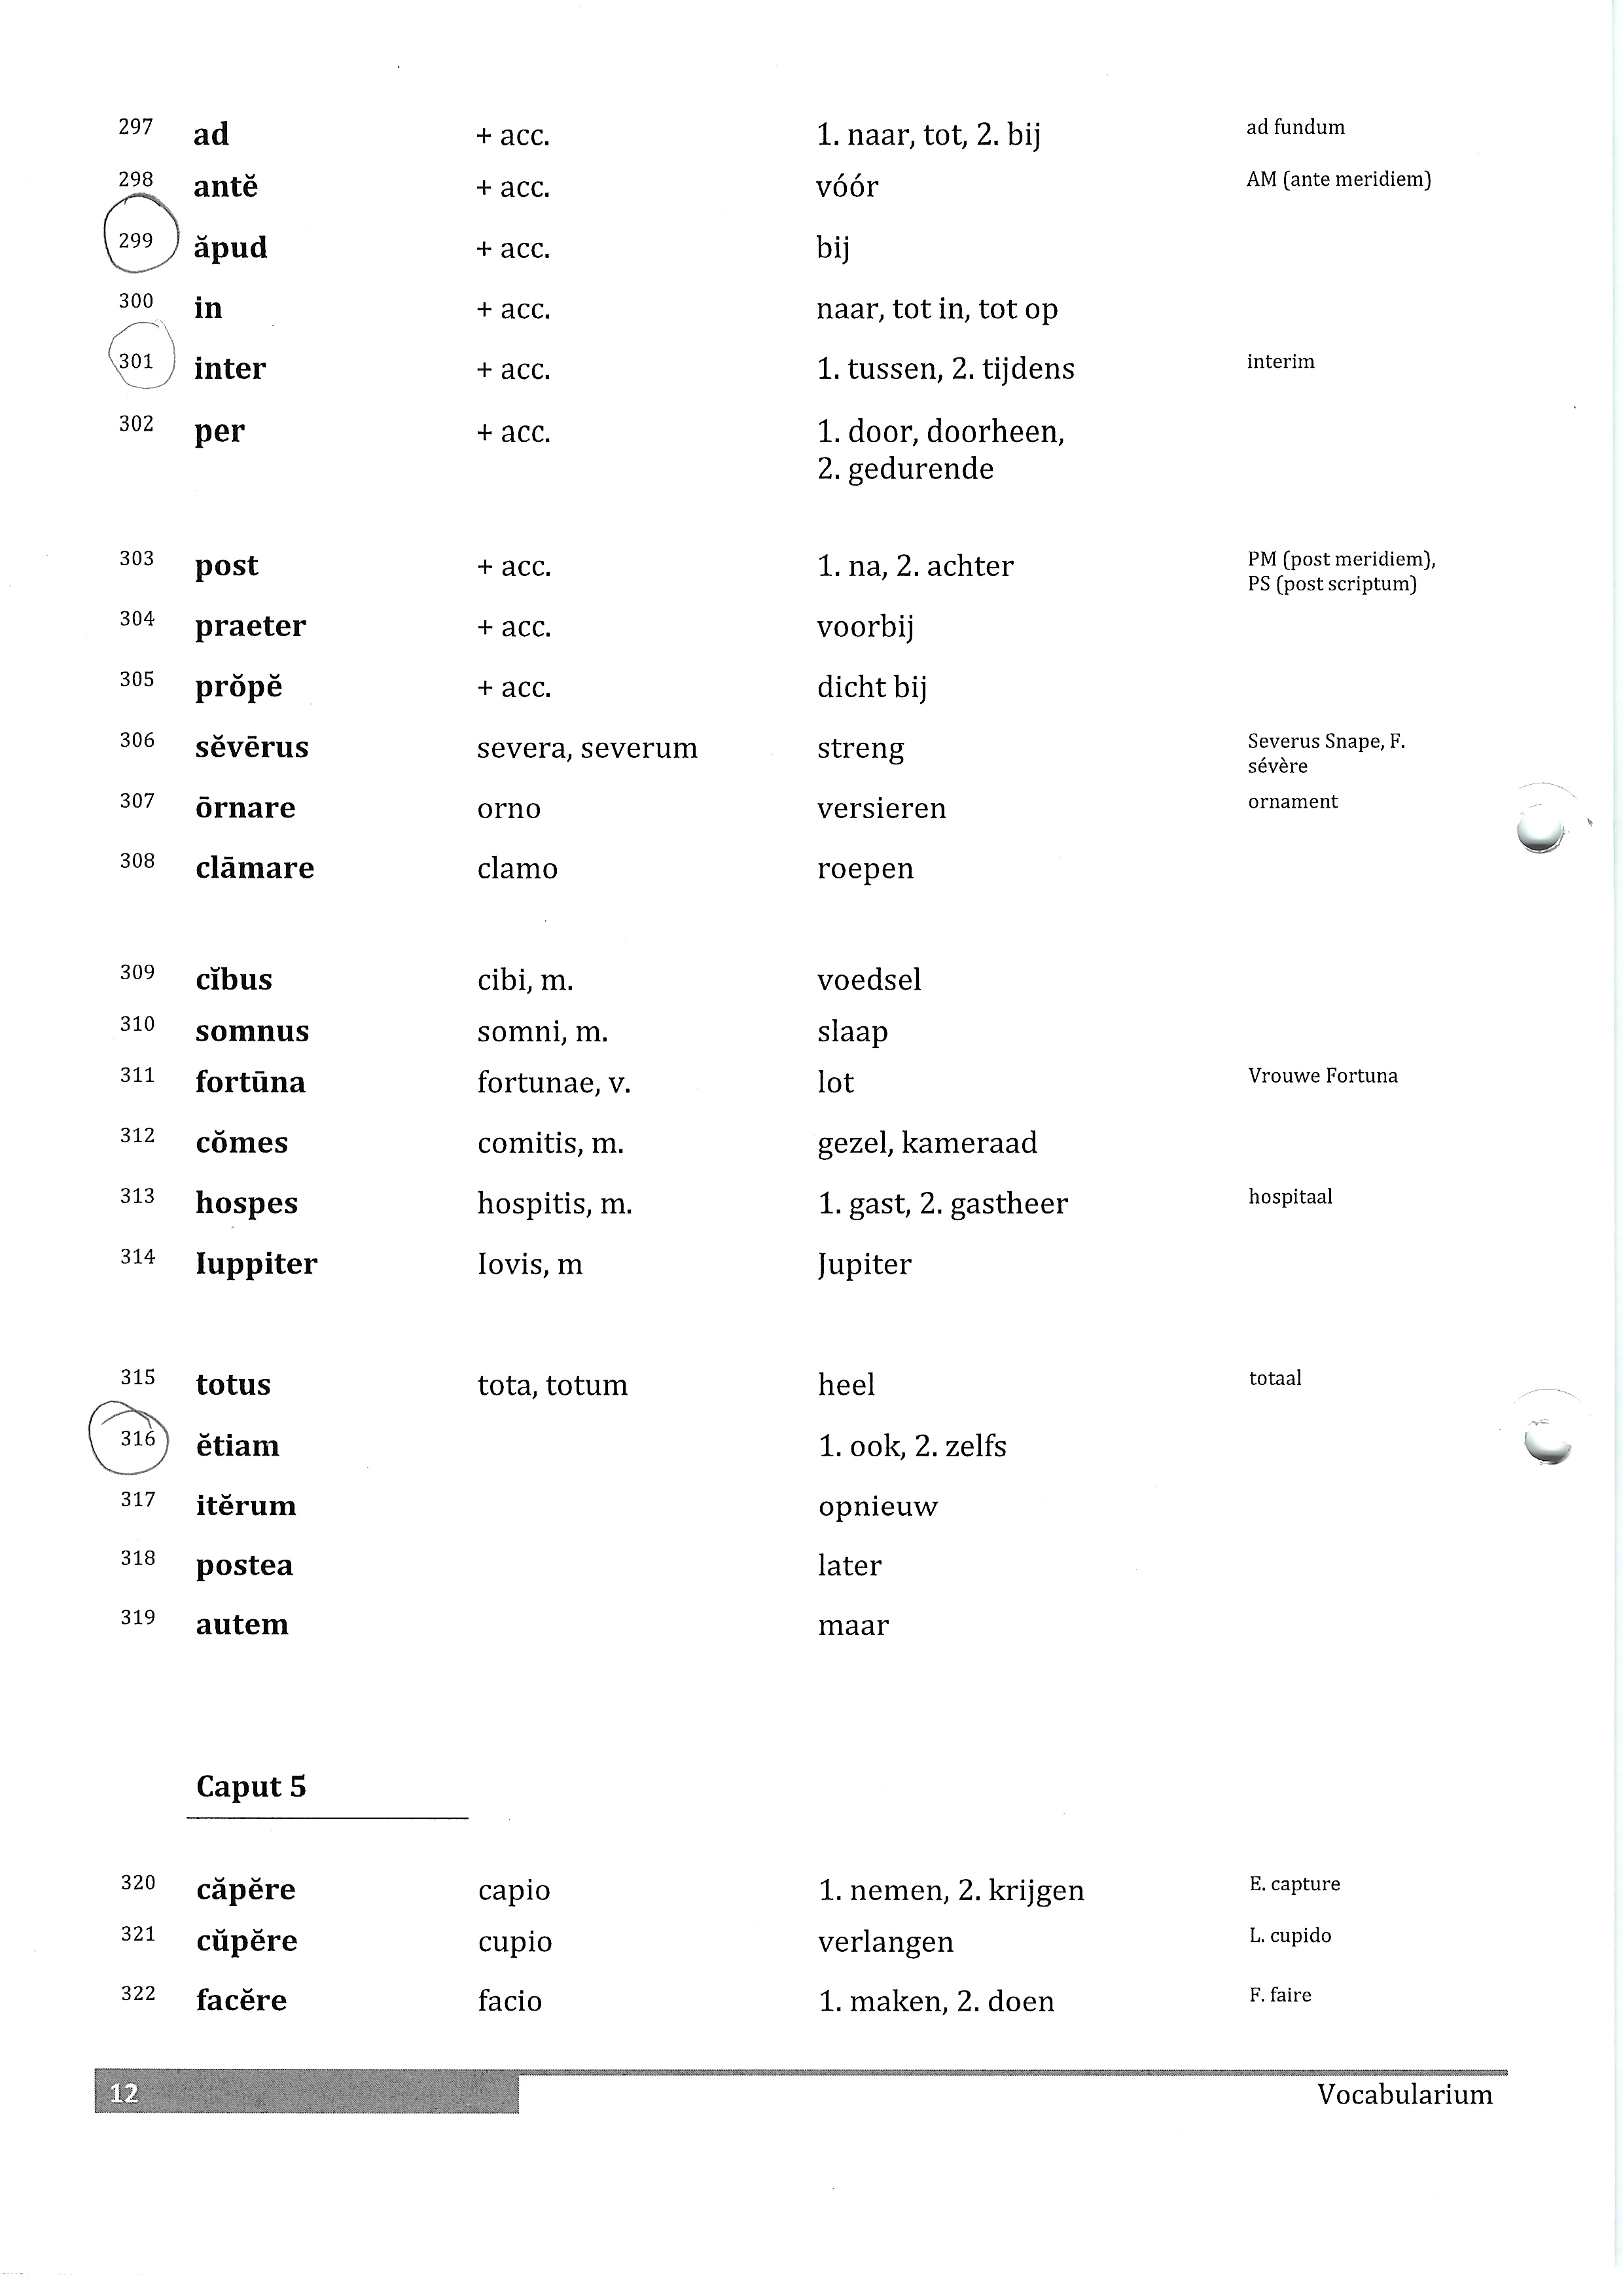 297 ad + acc. 1. naar, tot, 2. bij ad fundum
298 antĕ + acc. vóór AM (ante meridiem)
299 ăpud + acc. bij
300 in + acc. naar, tot in, tot op
301 inter + acc. 1. tussen, 2. tijdens interim
302 per + acc. 1. door, doorheen,
2. gedurende
303 post + acc. 1. na, 2. achter PM (post meridiem),
PS (post scriptum)
304 praeter + acc. voorbij
305 prŏpĕ + acc. dicht bij
306 sĕvērus severa, severum streng Severus Snape, F.
sévère
307 ōrnare orno versieren ornament
308 clāmare clamo roepen
309 cĭbus cibi, m. voedsel
310 somnus somni, m. slaap
311 fortūna fortunae, v. lot Vrouwe Fortuna
312 cŏmes comitis, m. gezel, kameraad
313 hospes hospitis, m. 1. gast, 2. gastheer hospitaal
314 Iuppiter Iovis, m Jupiter
315 totus tota, totum heel totaal
316 ĕtiam 1. ook, 2. zelfs
317 itĕrum opnieuw
318 postea later
319 autem maar
Caput 5
320 căpĕre capio 1. nemen, 2. krijgen E. capture
321 cŭpĕre cupio verlangen L. cupido
322 facĕre facio 1. maken, 2. doen F. faire
12 Vocabularium